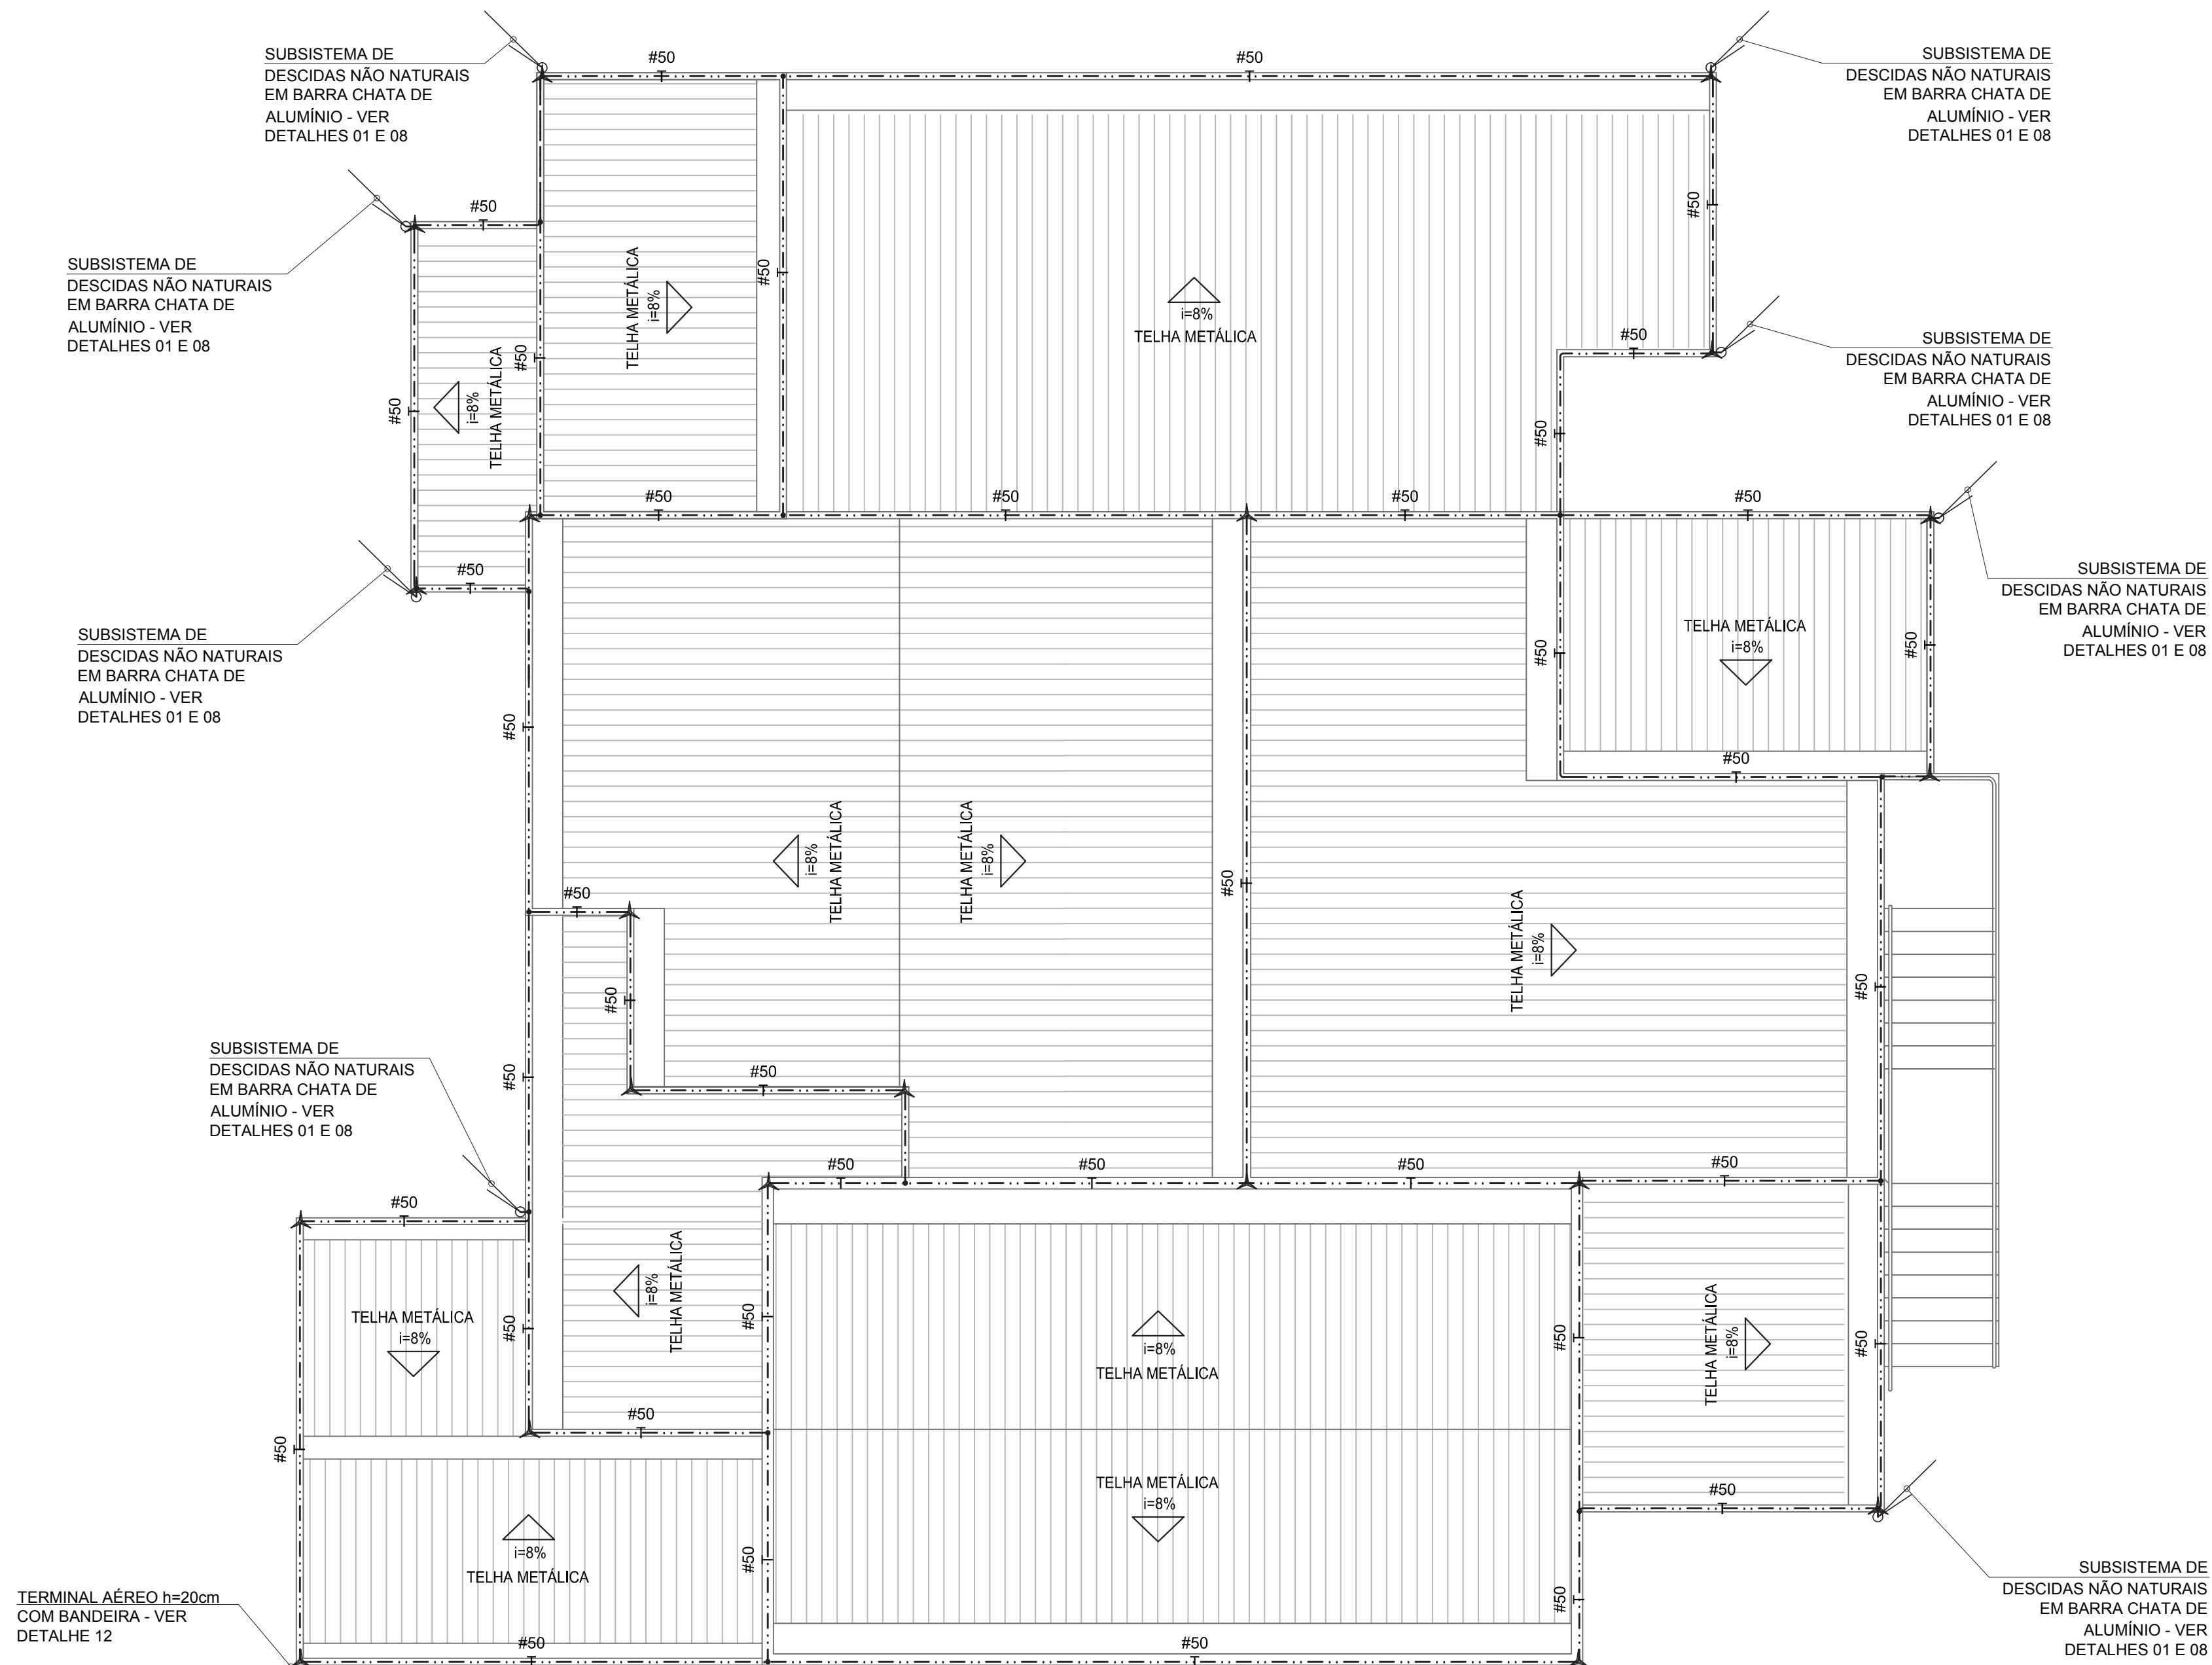 SUBSISTEMA DE
DESCIDAS NÃO NATURAIS
EM BARRA CHATA DE
ALUMÍNIO - VER
DETALHES 01 E 08
#50
#50
SUBSISTEMA DE
DESCIDAS NÃO NATURAIS
EM BARRA CHATA DE
ALUMÍNIO - VER
DETALHES 01 E 08
#50
#50
SUBSISTEMA DE
DESCIDAS NÃO NATURAIS
EM BARRA CHATA DE
ALUMÍNIO - VER
DETALHES 01 E 08
TELHA METÁLICA
i=8%
#50
i=8%
TELHA METÁLICA
#50
SUBSISTEMA DE
DESCIDAS NÃO NATURAIS
EM BARRA CHATA DE
ALUMÍNIO - VER
DETALHES 01 E 08
#50
i=8%
TELHA METÁLICA
#50
#50
#50
#50
#50
#50
SUBSISTEMA DE
DESCIDAS NÃO NATURAIS
EM BARRA CHATA DE
ALUMÍNIO - VER
DETALHES 01 E 08
#50
SUBSISTEMA DE
DESCIDAS NÃO NATURAIS
EM BARRA CHATA DE
ALUMÍNIO - VER
DETALHES 01 E 08
TELHA METÁLICA
i=8%
#50
#50
#50
#50
i=8%
TELHA METÁLICA
TELHA METÁLICA
i=8%
#50
#50
TELHA METÁLICA
i=8%
#50
#50
SUBSISTEMA DE
DESCIDAS NÃO NATURAIS
EM BARRA CHATA DE
ALUMÍNIO - VER
DETALHES 01 E 08
#50
#50
#50
#50
#50
#50
#50
TELHA METÁLICA
i=8%
#50
i=8%
TELHA METÁLICA
#50
i=8%
TELHA METÁLICA
#50
TELHA METÁLICA
i=8%
#50
#50
#50
TELHA METÁLICA
i=8%
#50
i=8%
TELHA METÁLICA
#50
#50
TERMINAL AÉREO h=20cm
COM BANDEIRA - VER
DETALHE 12
#50
#50
SUBSISTEMA DE
DESCIDAS NÃO NATURAIS
EM BARRA CHATA DE
ALUMÍNIO - VER
DETALHES 01 E 08